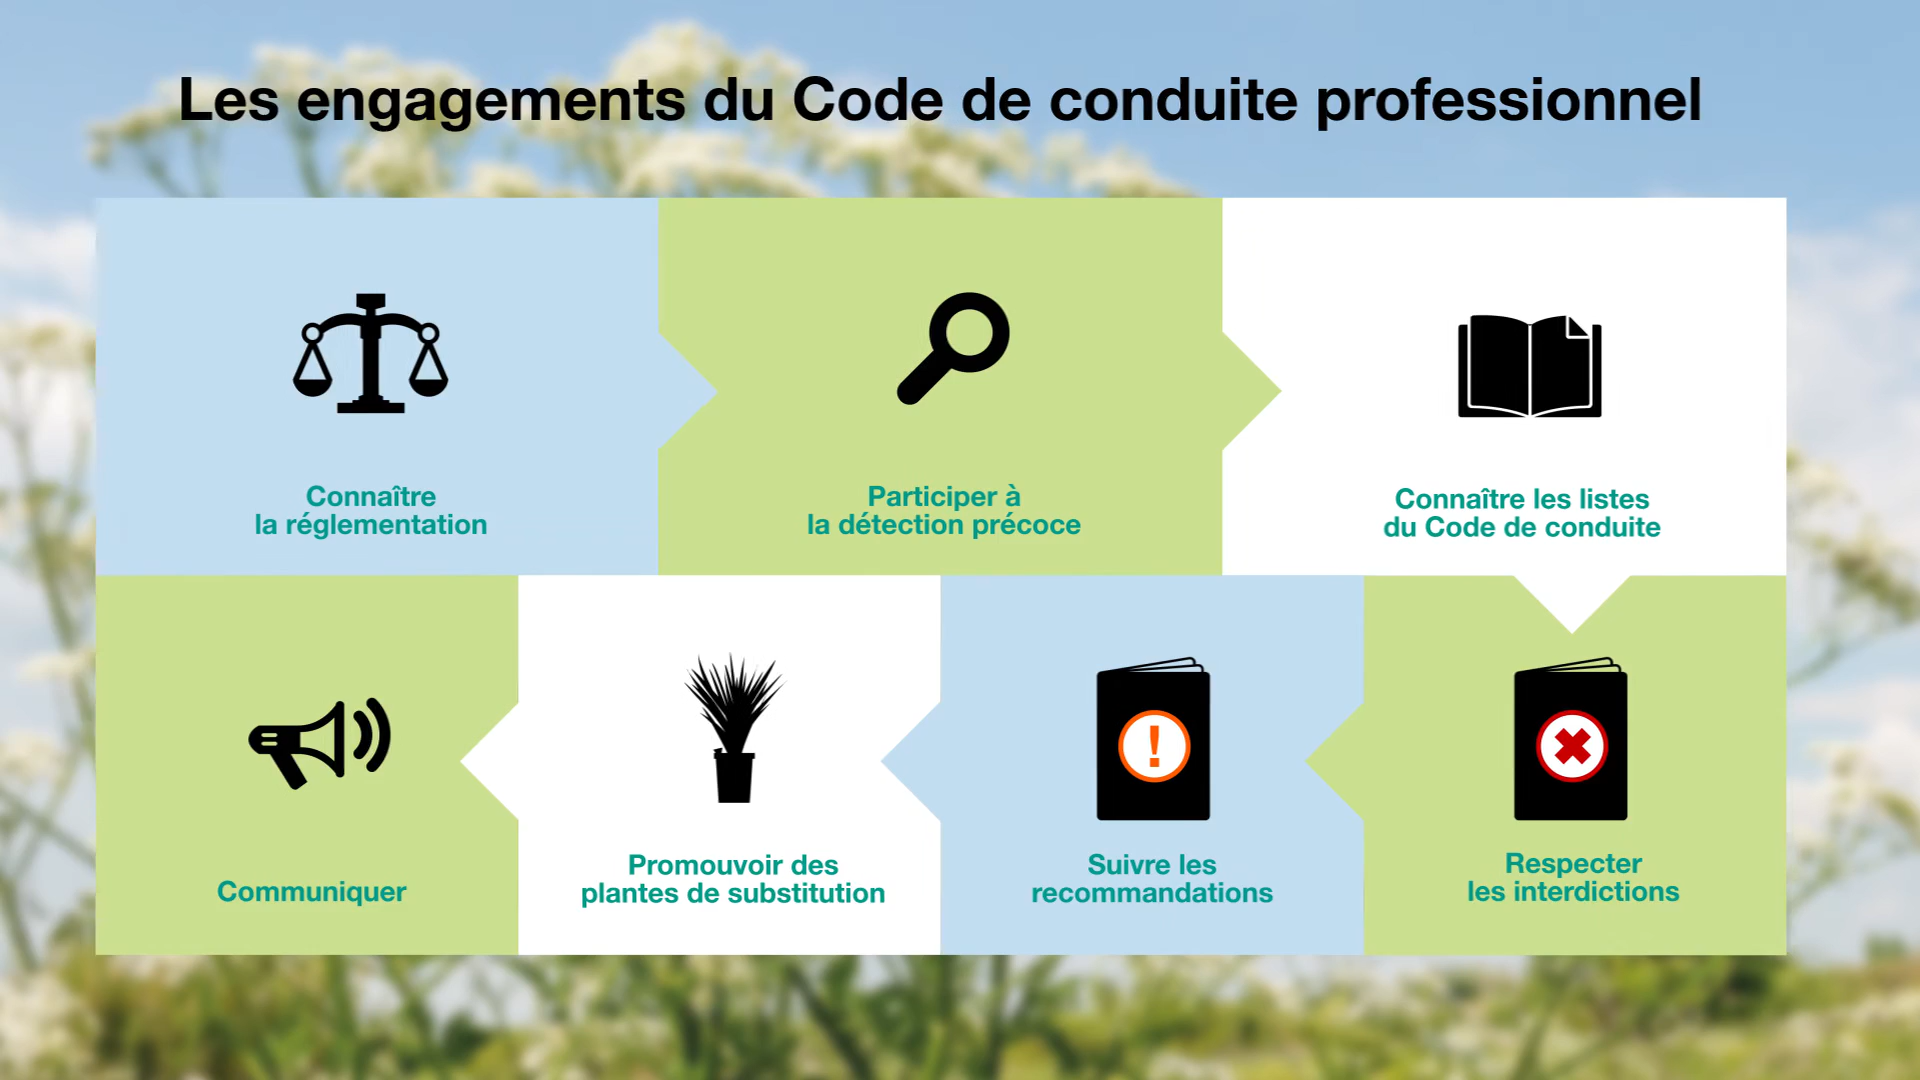 Les engagements du Code de conduite professionnel
Connaître
la réglementation
Participer à
la détection précoce
Connaître les listes
du Code de conduite
Respecter
les interdictions
Suivre les
recommandations
Promouvoir des
plantes de substitution
Communiquer